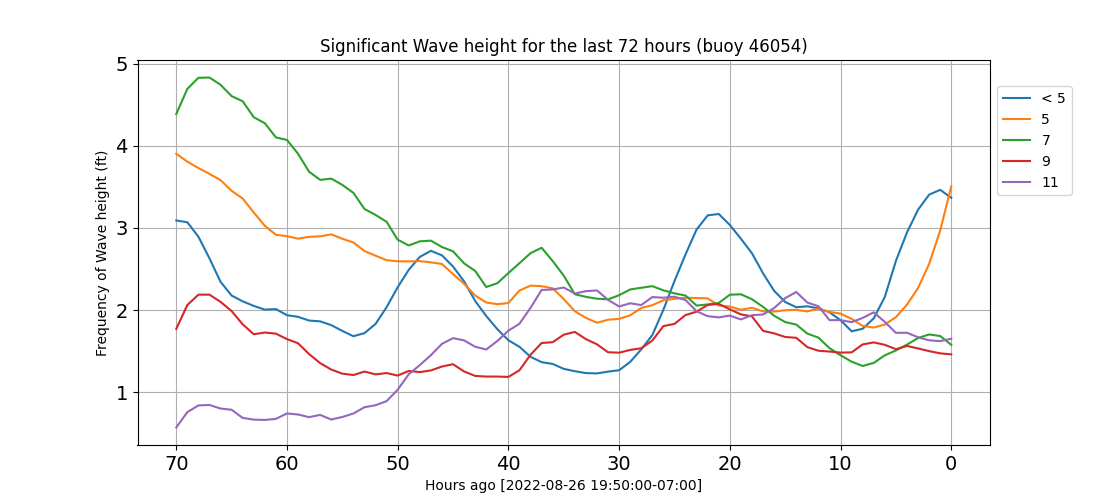 Significant Wave height for the last 72 hours (buoy 46054)
Frequency of Wave height (ft)
5
4
3
2
1
70 60 50 40 30 20 10 0
Hours ago [2022-08-26 19:50:00-07:00]
< 5
5
7
9
11